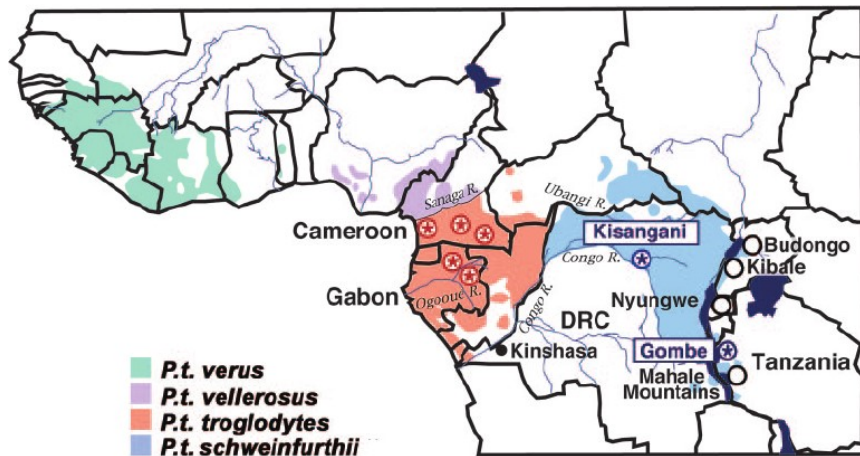 Sanaga R.
Ubangi R.
Cameroon
Kisangani
Budongo
Congo R.
Kibale
Gabon
Ogooue R.
Congo R.
Nyungwe
DRC
Kinshasa
Gombe
Tanzania
Mahale
Mountains
P.t. verus
P.t. vellerosus
P.t. troglodytes
P.t. schweinfurthii